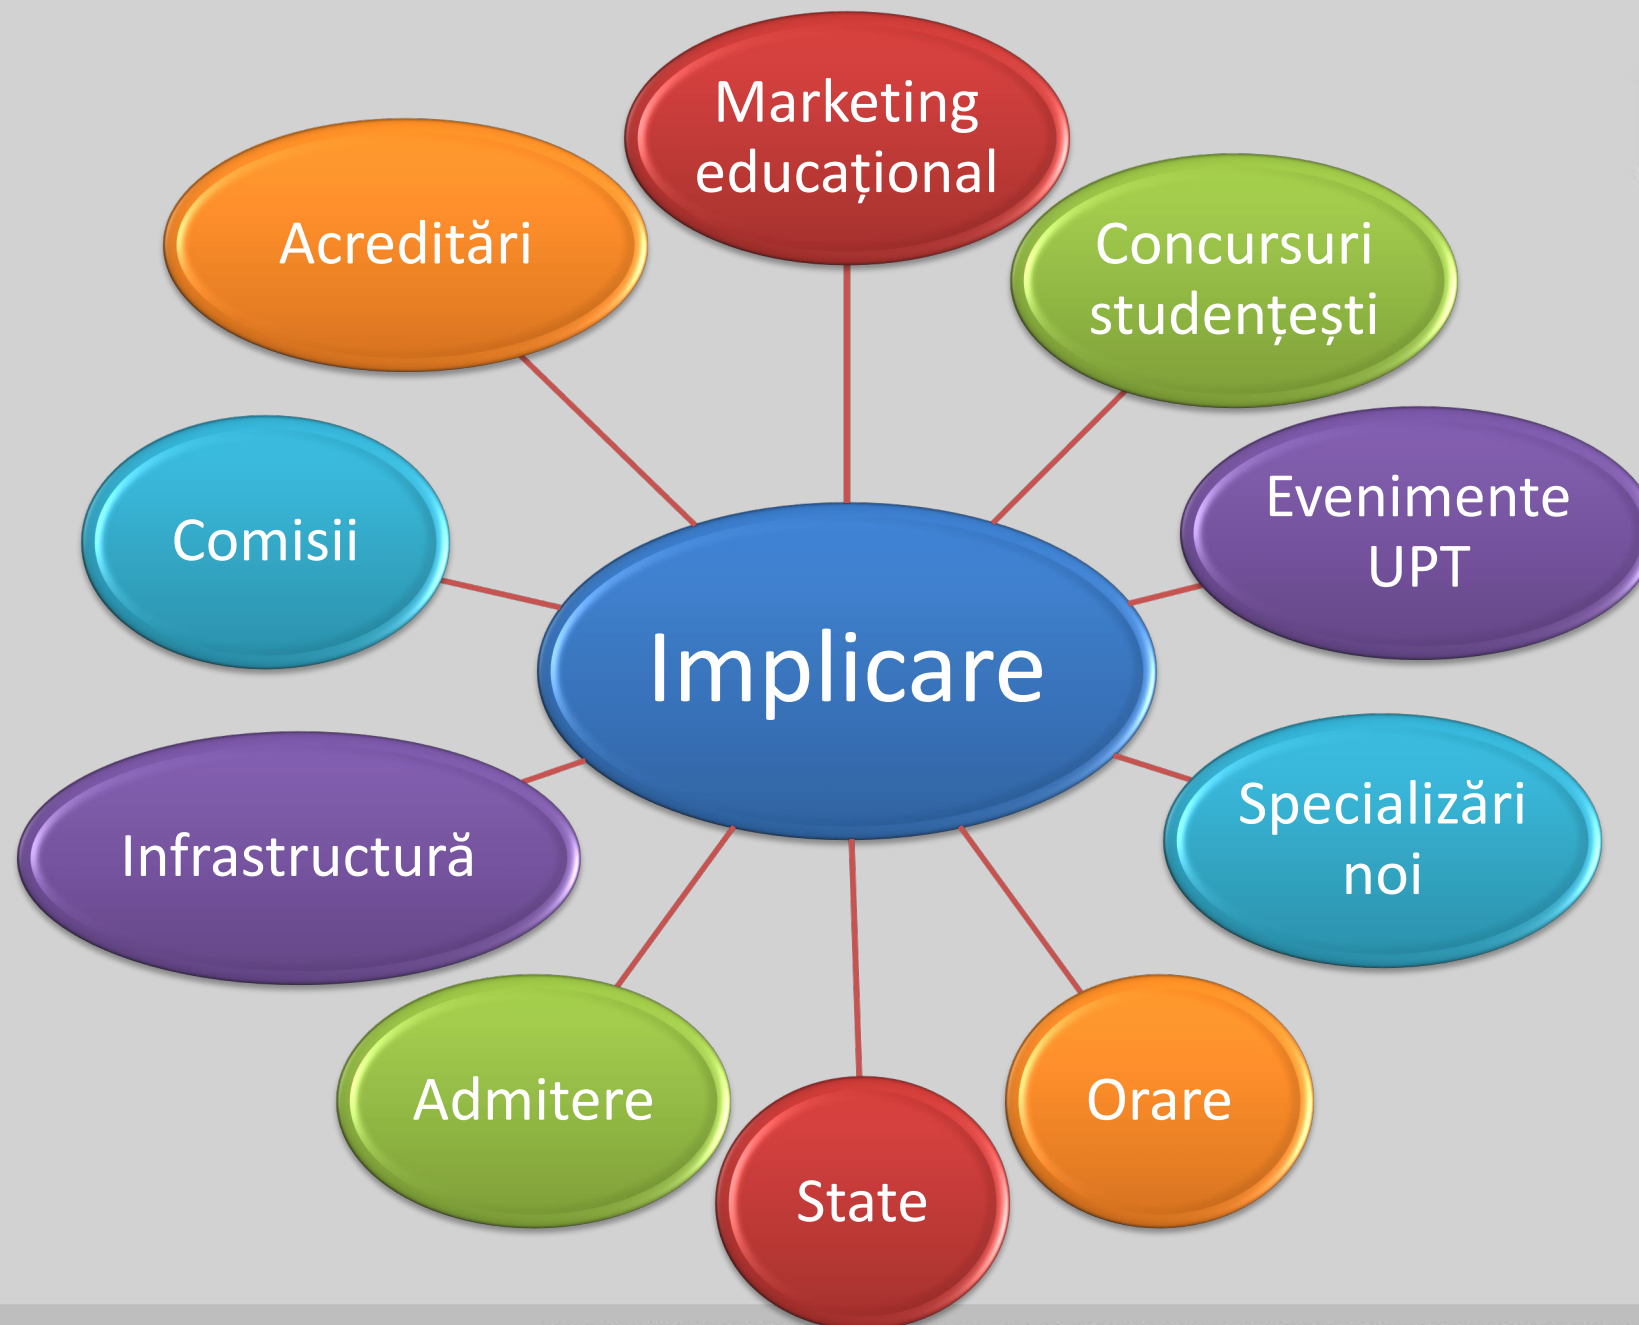 Marketing
educațional
Concursuri
studențești
Evenimente
UPT
Specializări
noi
Orare
State
Admitere
Infrastructură
Comisii
Acreditări
Implicare